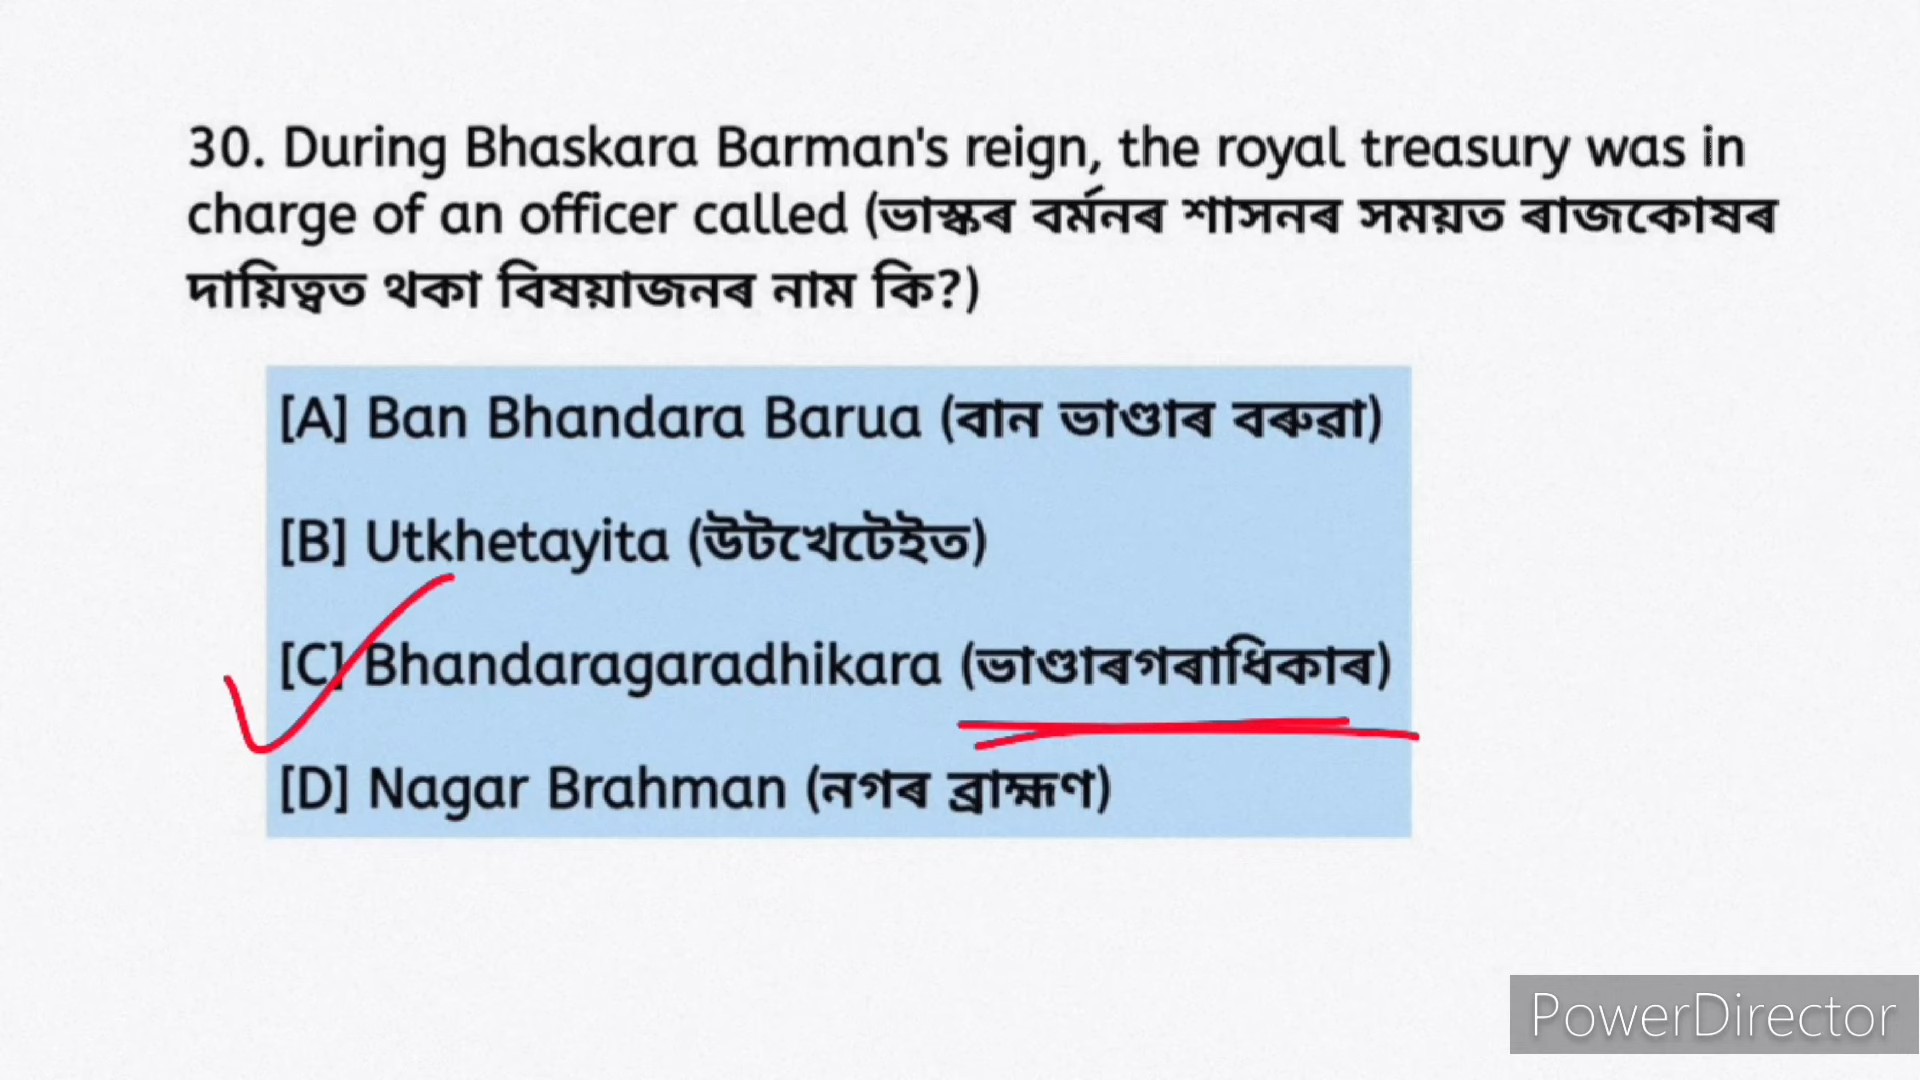 30. During Bhaskara Barman's reign, the royal treasury was in
charge of an officer called (ভাস্কৰ বৰ্মনৰ শাসনৰ সময়ত ৰাজকোষৰ
দায়িত্বত থকা বিষয়াজনৰ নাম কি?)
[A] Ban Bhandara Barua (বান ভাণ্ডাৰ বৰুৱা)
[B] Utkhetayita (উটখেটেইত)
[C] Bhandaragaradhikara (ভাণ্ডাৰগৰাধিকাৰ)
[D] Nagar Brahman (নগৰ ব্ৰাহ্মণ)
PowerDirector